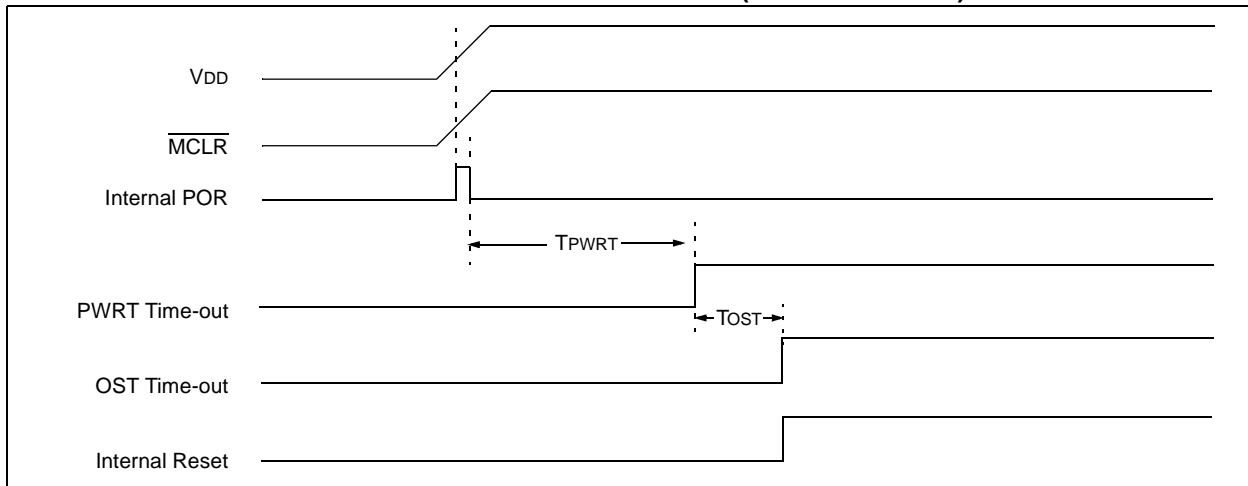 VDD
MCLR
Internal POR
TPWRT
PWRT Time-out
TOST
OST Time-out
Internal Reset